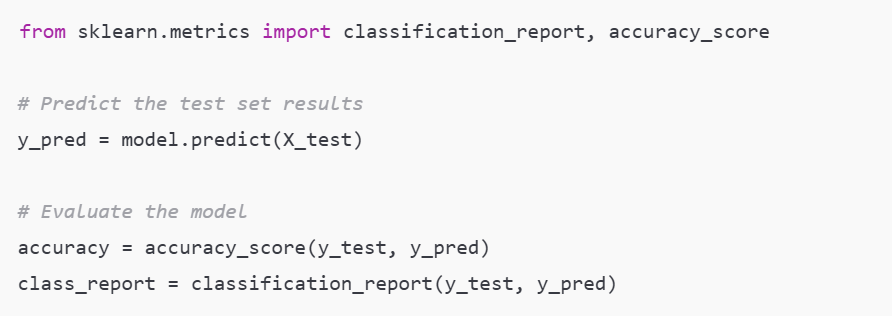 from sklearn.metrics import classification_report, accuracy_score
# Predict the test set results
y_pred = model.predict(X_test)
# Evaluate the model
accuracy = accuracy_score(y_test, y_pred)
class_report = classification_report(y_test, y_pred)